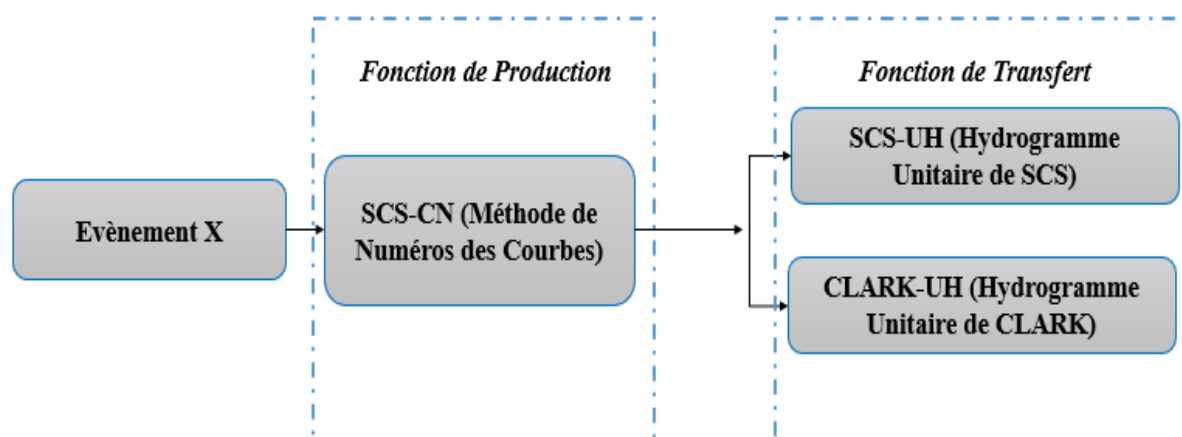 Fonction de Production
Fonction de Transfert
Evènement X
SCS-CN (Méthode de
Numéros des Courbes)
SCS-UH (Hydrogramme
Unitaire de SCS)
CLARK-UH (Hydrogramme
Unitaire de CLARK)